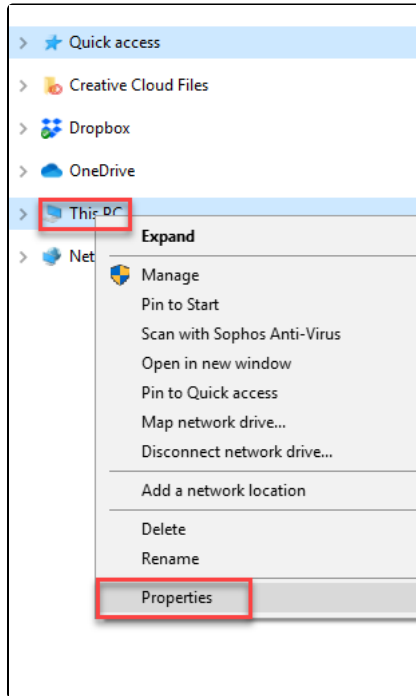 Quick access
Creative Cloud Files
Dropbox
OneDrive
This PC
Expand
Net
Manage
Pin to Start
Scan with Sophos Anti-Virus
Open in new window
Pin to Quick access
Map network drive...
Disconnect network drive...
Add a network location
Delete
Rename
Properties